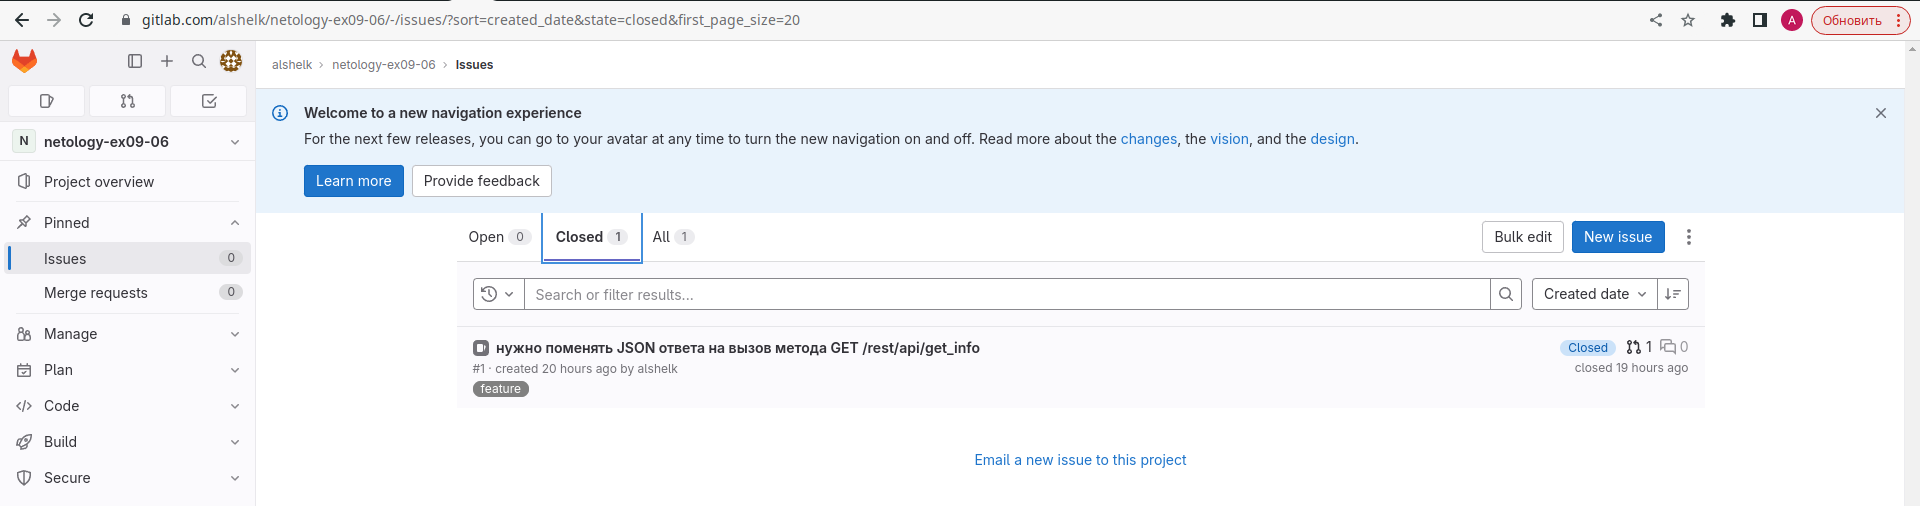 gitlab.com/alshelk/netology-ex09-06/-/issues/?sort=created_date&state=closed&first_page_size=20
A
Обновить
alshelk › netology-ex09-06 › Issues
Welcome to a new navigation experience
For the next few releases, you can go to your avatar at any time to turn the new navigation on and off. Read more about the changes, the vision, and the design.
Learn more
Provide feedback
N
netology-ex09-06
Project overview
Pinned
Issues 0
Merge requests 0
Manage
Plan
Code
Build
Secure
Open 0
Closed 1
All 1
Bulk edit
New issue
Search or filter results...
Created date
нужно поменять JSON ответа на вызов метода GET /rest/api/get_info
#1 · created 20 hours ago by alshelk
feature
Closed 1 0
closed 19 hours ago
Email a new issue to this project